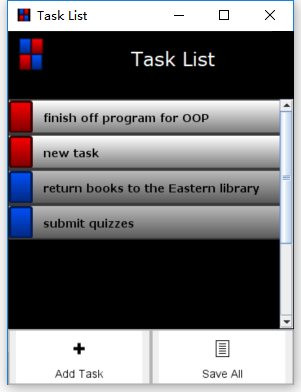 Task List
Task List
finish off program for OOP
new task
return books to the Eastern library
submit quizzes
Add Task
Save All